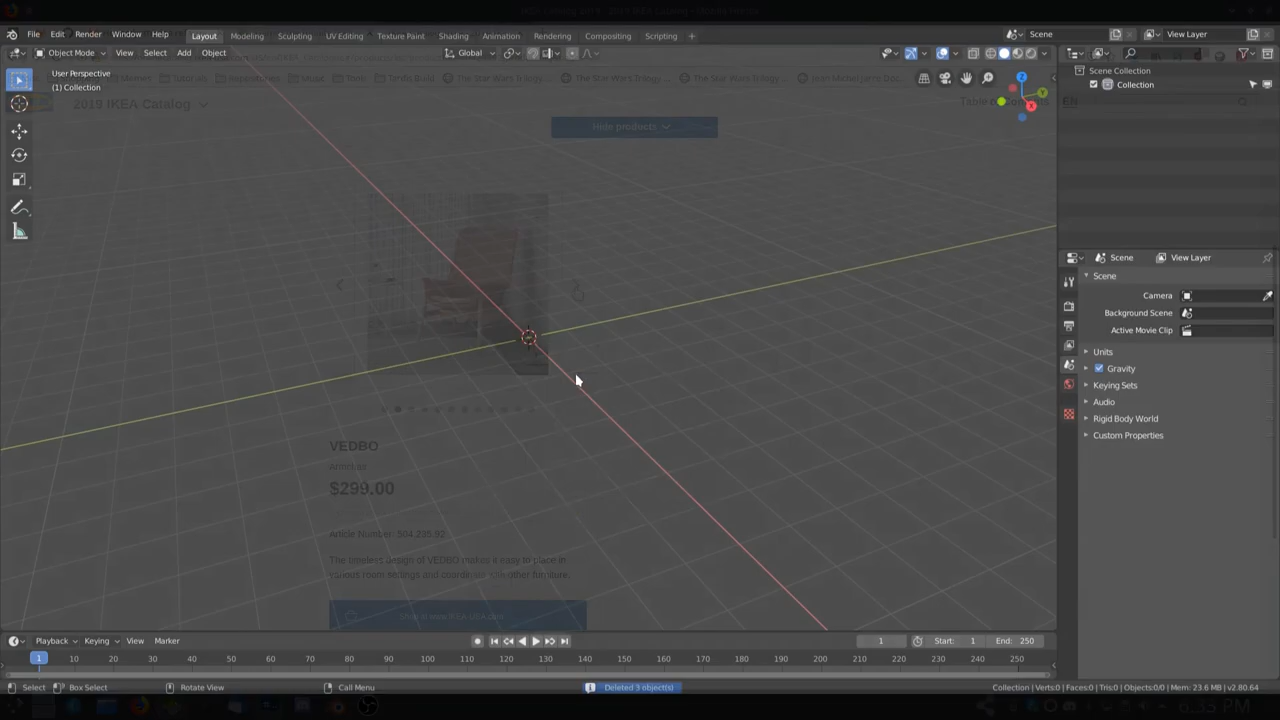 File Edit Render Window Help Layout Modeling Sculpting UV Editing Texture Paint Shading Animation Rendering Compositing Scripting + Scene View Layer
Object Mode View Select Add Object Global
User Perspective
(1) Collection
Scene Collection
Collection
2019 IKEA Catalog
EN
Hide products
Scene View Layer
Scene
Camera
Background Scene
Active Movie Clip
Units
Gravity
Keying Sets
Audio
Rigid Body World
Custom Properties
VEDBO
$299.00
Article Number: 504.235.92
The timeless design of VEDBO makes it easy to place in
various room settings and coordinate with other furniture.
Playback Keying View Marker 1 Start: 1 End: 250
1 10 20 30 40 50 60 70 80 90 100 110 120 130 140 150 160 170 180 190 200 210 220 230 240 250
Select Box Select Rotate View Call Menu Deleted 3 object(s) Collection | Verts:0 | Faces:0 | Tris:0 | Objects:0/0 | Mem: 23.6 MB | v2.80.64
6:33 PM